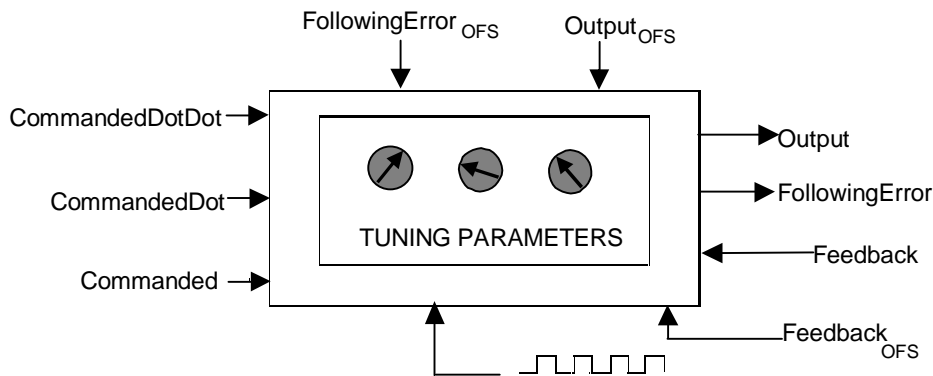 FollowingError OFS
Output OFS
CommandedDotDot
Output
CommandedDot
FollowingError
TUNING PARAMETERS
Feedback
Commanded
Feedback OFS